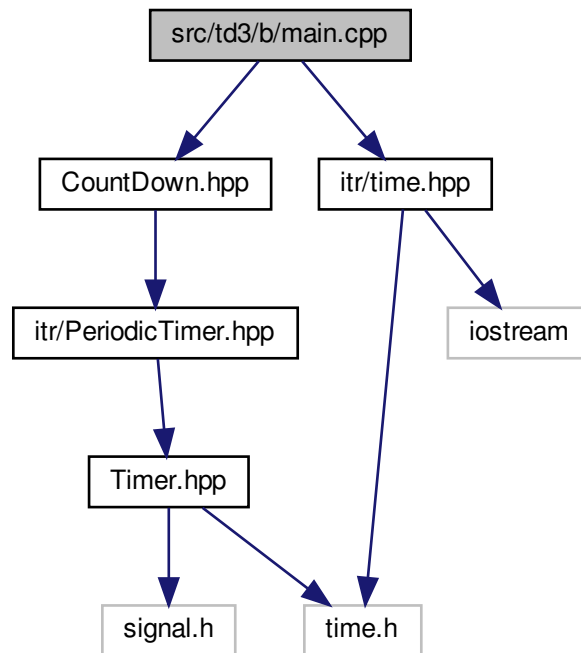 src/td3/b/main.cpp
CountDown.hpp
itr/time.hpp
itr/PeriodicTimer.hpp
iostream
Timer.hpp
signal.h
time.h